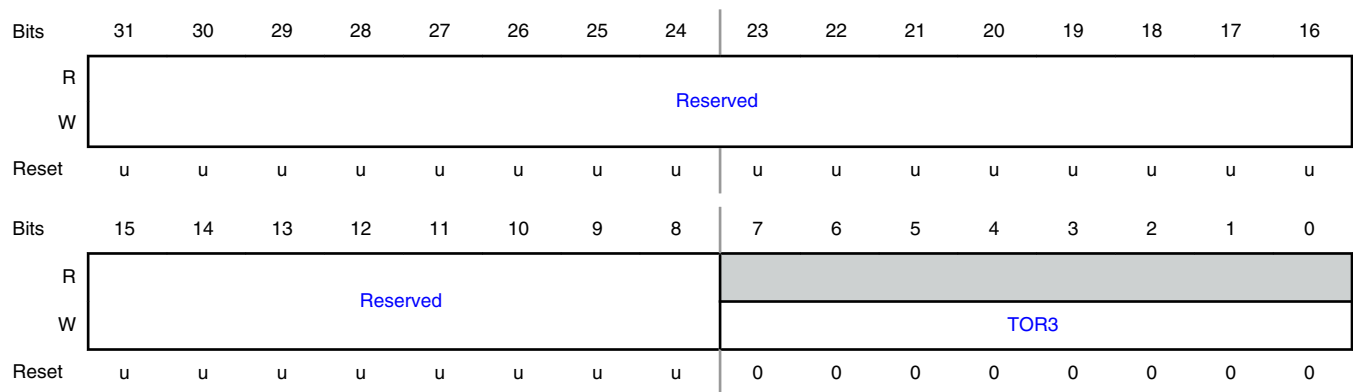 Bits 31 30 29 28 27 26 25 24 23 22 21 20 19 18 17 16
R
Reserved
W
Reset u u u u u u u u u u u u u u u u
Bits 15 14 13 12 11 10 9 8 7 6 5 4 3 2 1 0
R
Reserved
W TOR3
Reset u u u u u u u u 0 0 0 0 0 0 0 0